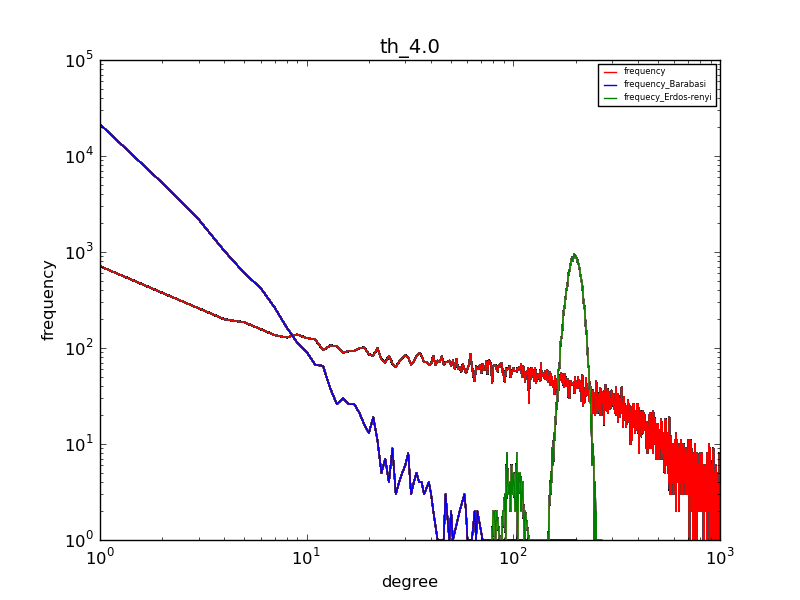 th_4.0
frequency
frequency_Barabasi
frequecy_Erdos-renyi
10^5
10^4
10^3
10^2
10^1
10^0
frequency
10^0 10^1 10^2 10^3
degree